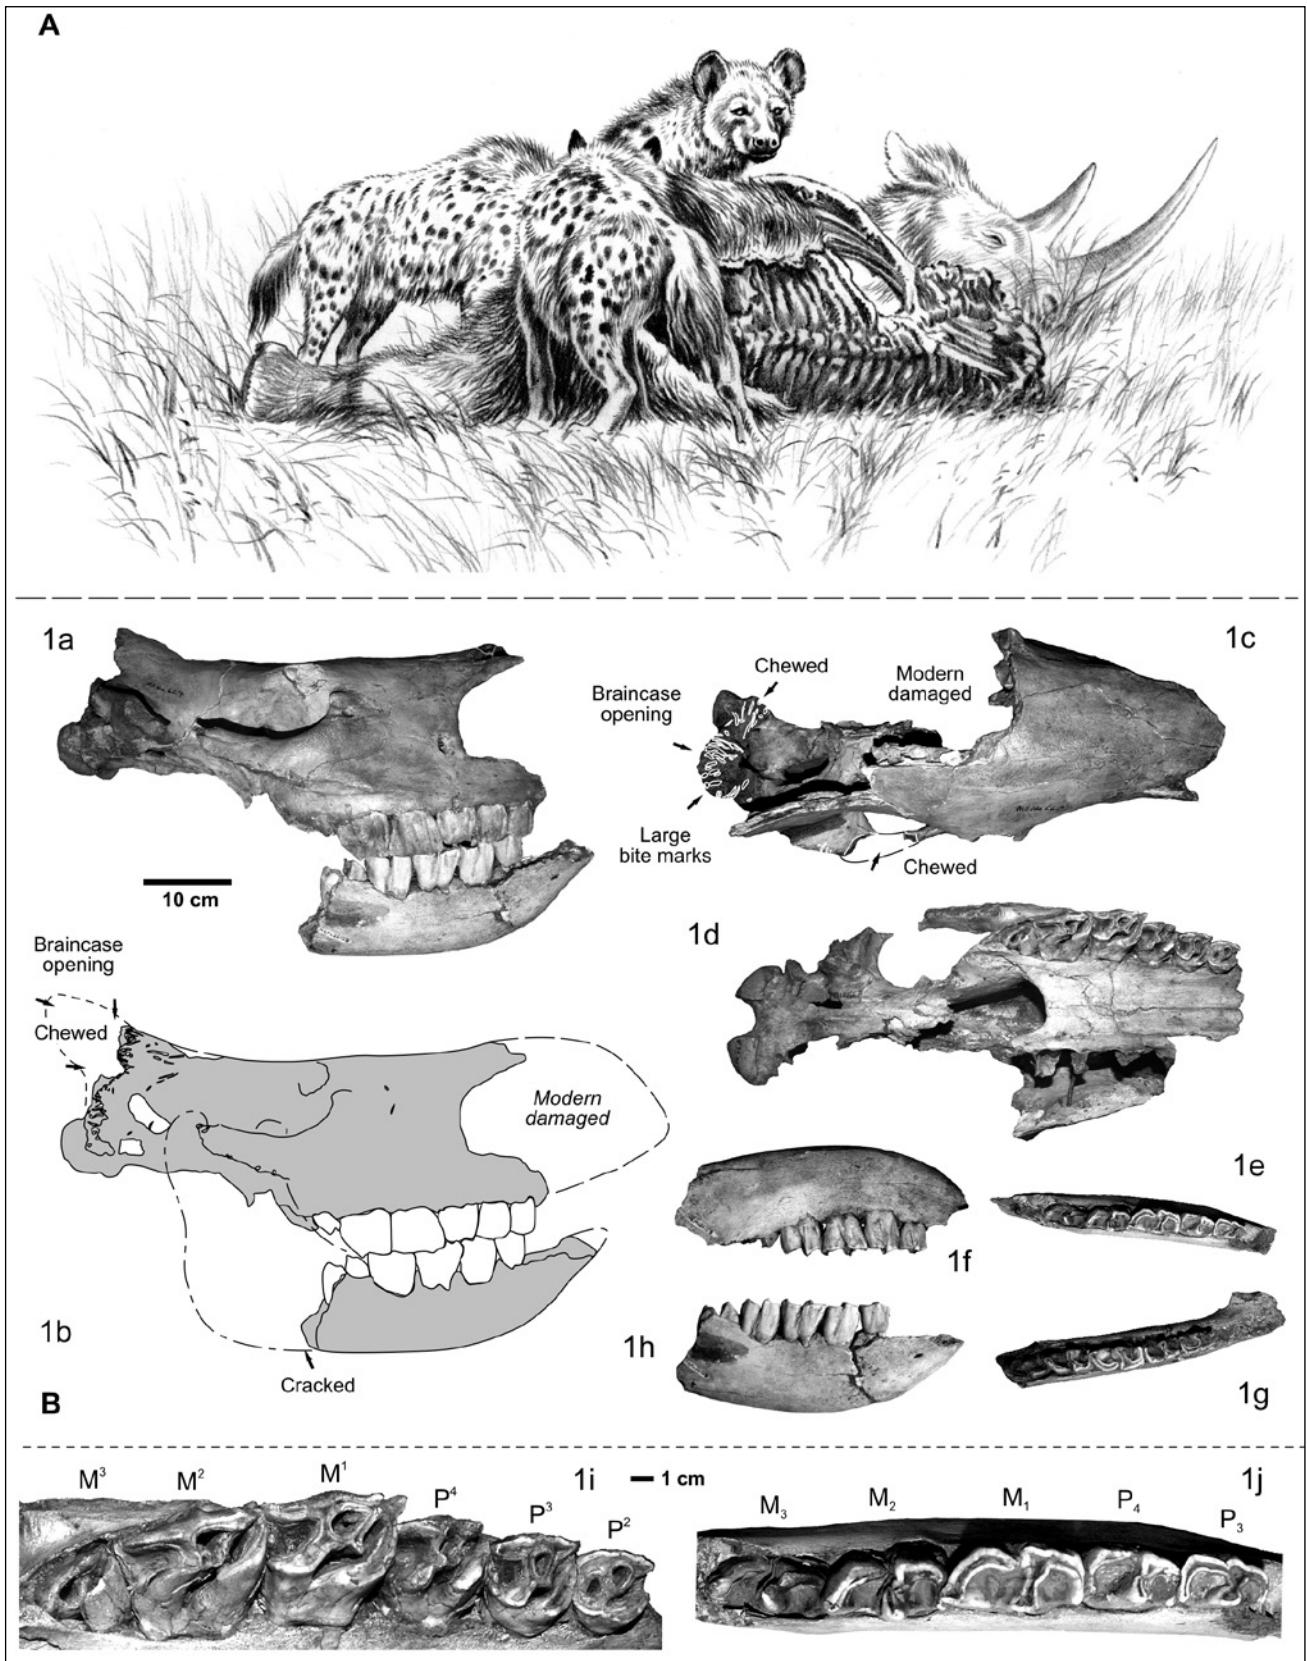 A
1a
1c
Chewed
Braincase
opening
Modern
damaged
Large
bite marks
Chewed
10 cm
1d
Braincase
opening
Chewed
Modern
damaged
1e
1f
1b
1h
Cracked
1g
B
M³
M²
M¹
1i
1 cm
P⁴
P³
P²
1j
M₃
M₂
M₁
P₄
P₃